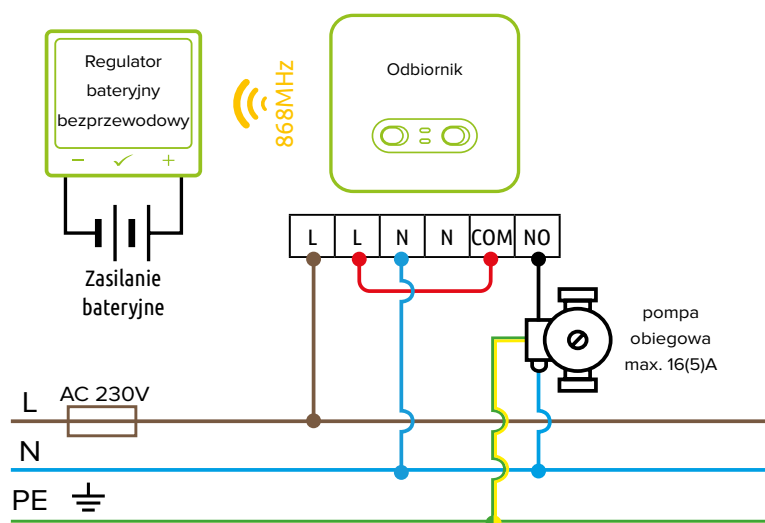 Regulator
bateryjny
bezprzewodowy
868MHz
Odbiornik
L L N N COM NO
Zasilanie
bateryjne
pompa
obiegowa
max. 16(5)A
AC 230V
L
N
PE